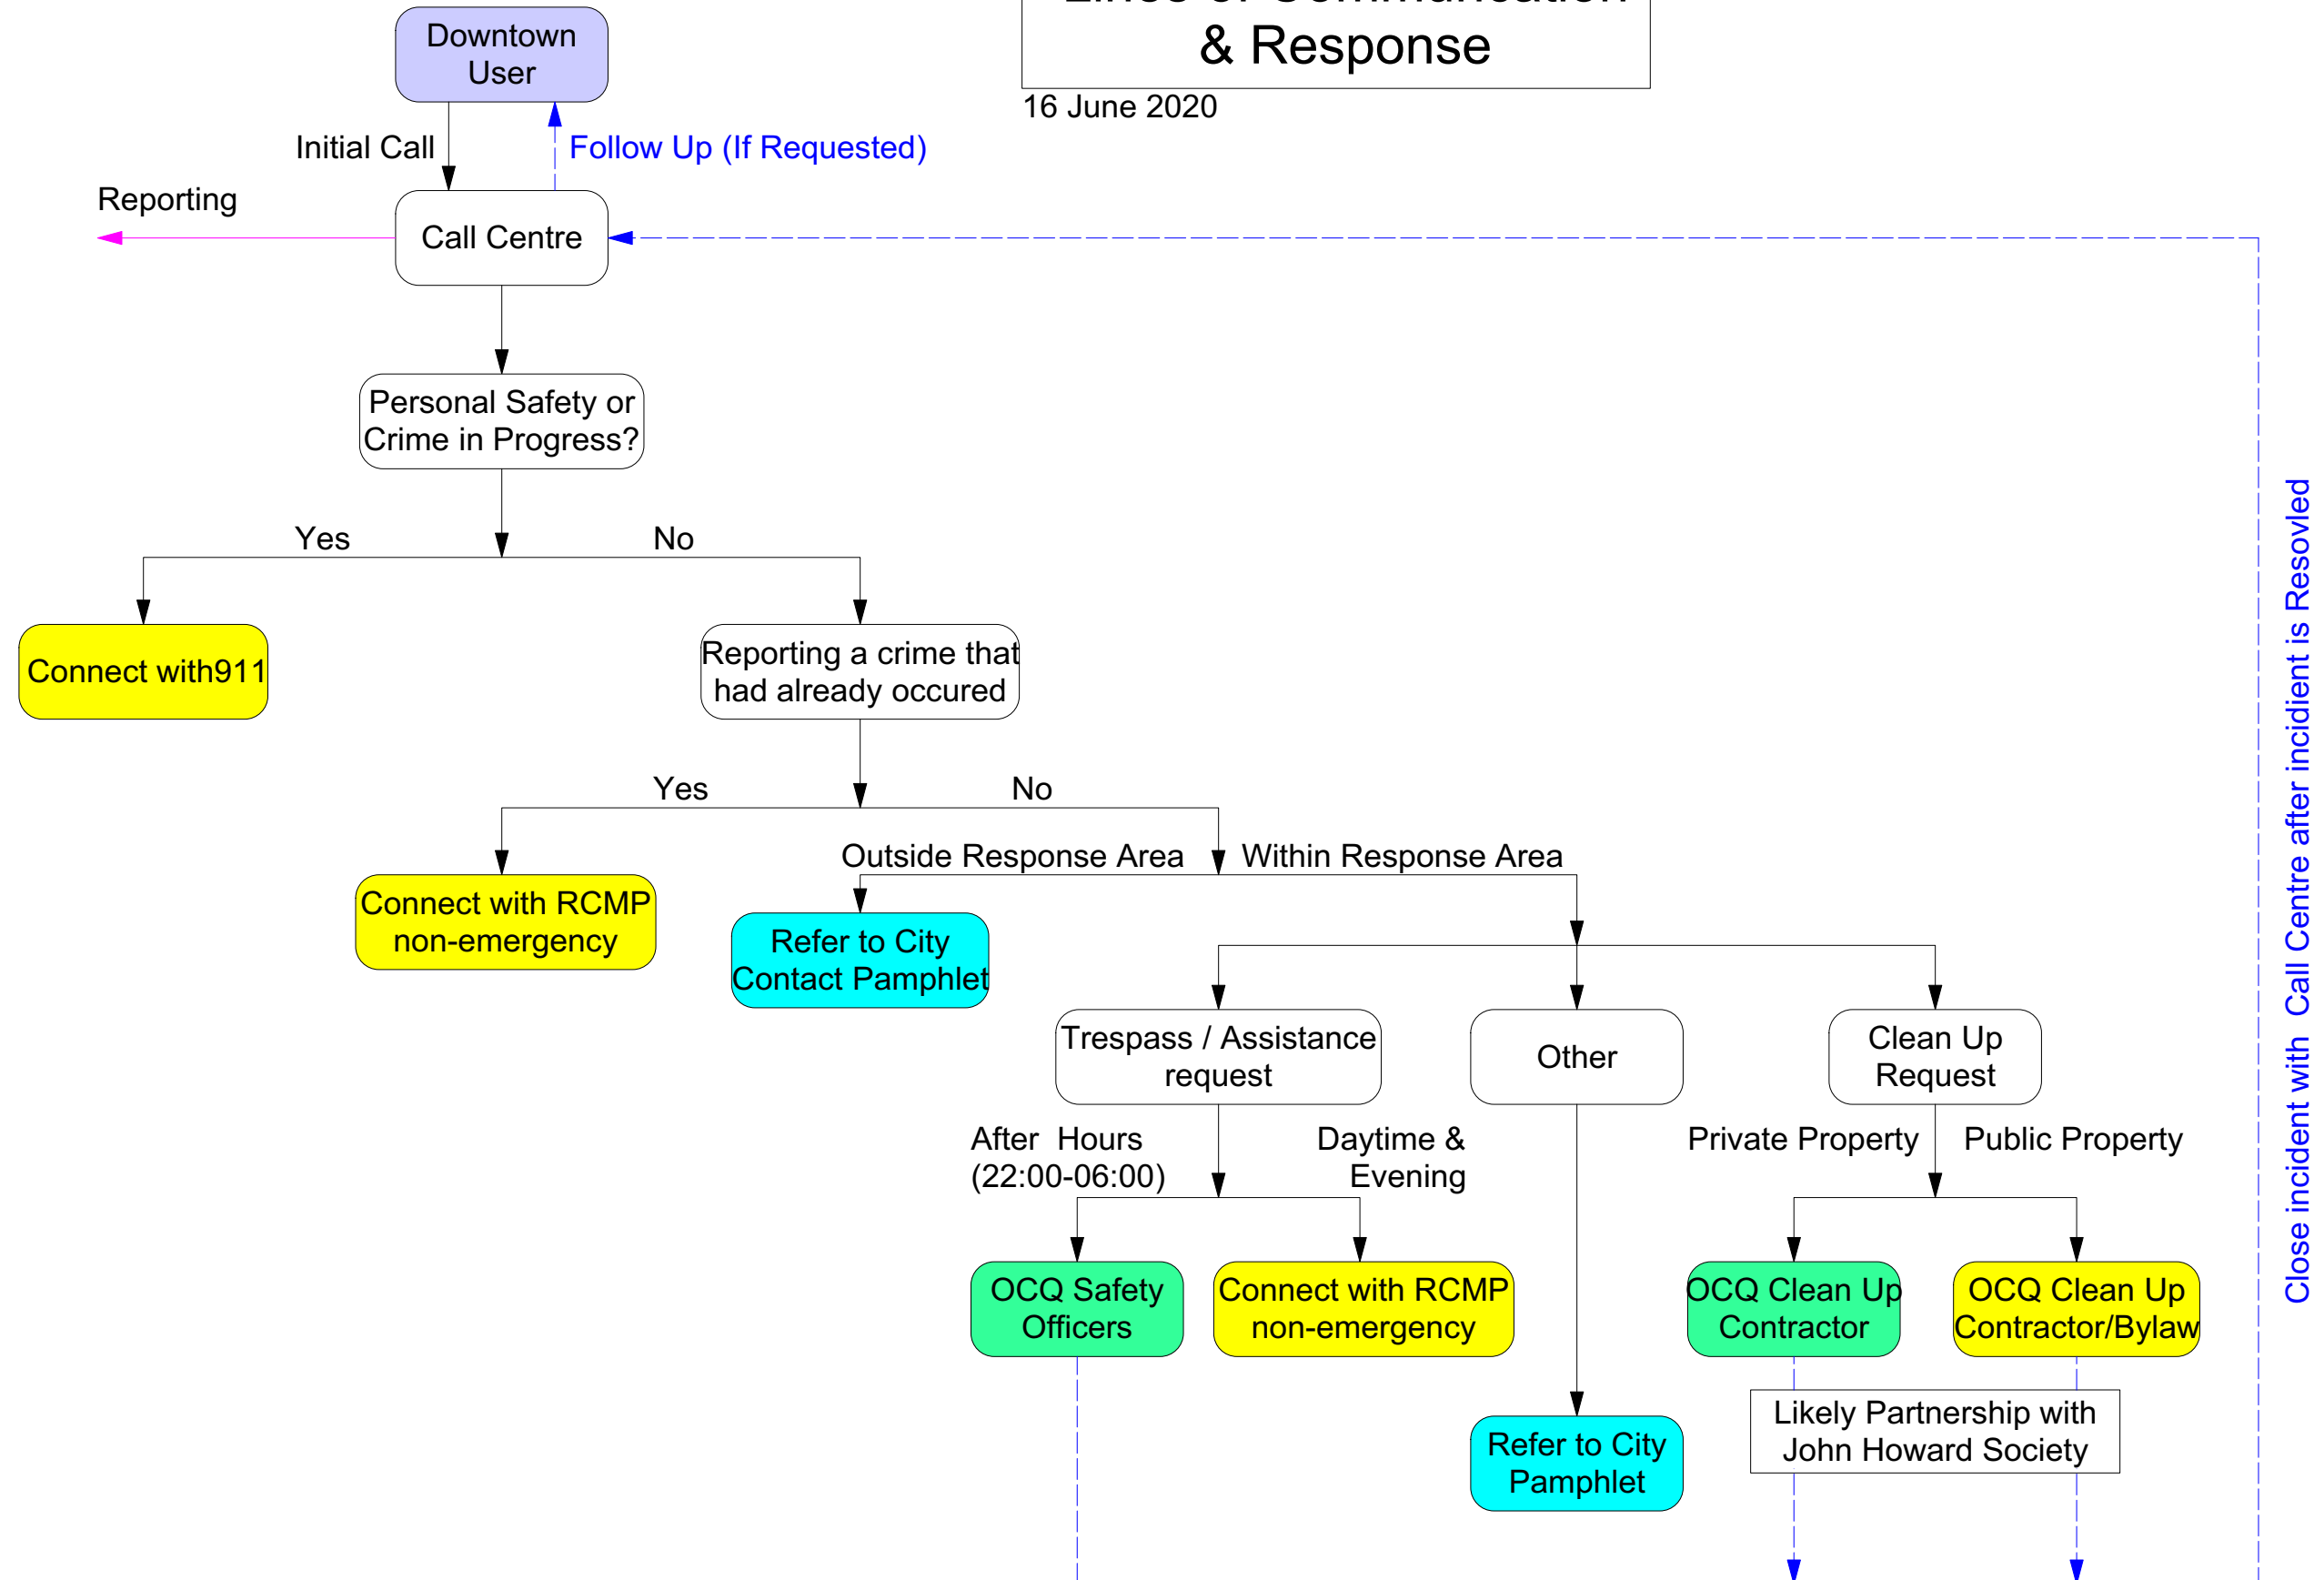 Lines of Communication
& Response
16 June 2020
Downtown
User
Initial Call
Follow Up (If Requested)
Reporting
Call Centre
Personal Safety or
Crime in Progress?
Yes
No
Connect with911
Reporting a crime that
had already occured
Yes
No
Outside Response Area
Within Response Area
Connect with RCMP
non-emergency
Refer to City
Contact Pamphlet
Trespass / Assistance
request
Other
Clean Up
Request
After Hours
(22:00-06:00)
Daytime &
Evening
Private Property
Public Property
OCQ Safety
Officers
Connect with RCMP
non-emergency
OCQ Clean Up
Contractor
OCQ Clean Up
Contractor/Bylaw
Likely Partnership with
John Howard Society
Refer to City
Pamphlet
Close incident with Call Centre after incidient is Resovled